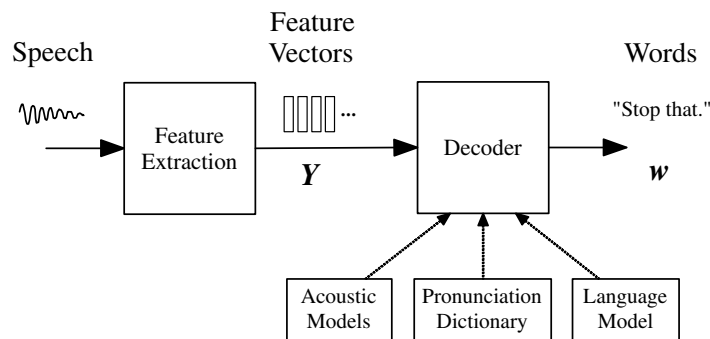 Speech
Feature
Vectors
Words
Feature
Extraction
...
Y
Decoder
"Stop that."
w
Acoustic
Models
Pronunciation
Dictionary
Language
Model